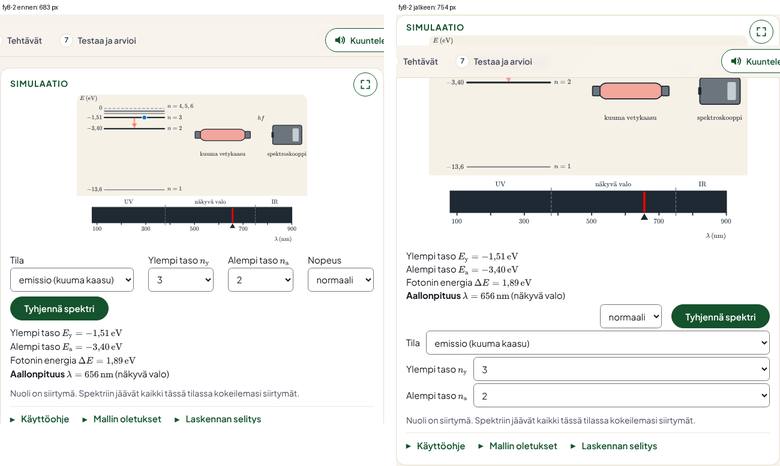 fy8-2 ennen: 683 px
Tehtävät 7 Testaa ja arvioi Kuuntele
SIMULAATIO
E (eV)
0 n = 4, 5, 6
−1,51 n = 3 hf
−3,40 n = 2
kuuma vetykaasu spektroskooppi
−13,6 n = 1
UV näkyvä valo IR
100 300 500 700 900
λ (nm)
Tila Ylempi taso ny Alempi taso na Nopeus
emissio (kuuma kaasu) 3 2 normaali
Tyhjennä spektri
Ylempi taso Ey = −1,51 eV
Alempi taso Ea = −3,40 eV
Fotonin energia ΔE = 1,89 eV
Aallonpituus λ = 656 nm (näkyvä valo)
Nuoli on siirtymä. Spektriin jäävät kaikki tässä tilassa kokeilemasi siirtymät.
► Käyttöohje ► Mallin oletukset ► Laskennan selitys
fy8-2 jalkeen: 754 px
SIMULAATIO
E (eV)
Tehtävät 7 Testaa ja arvioi Kuuntele
−3,40 n = 2
kuuma vetykaasu spektroskooppi
−13,6 n = 1
UV näkyvä valo IR
100 300 500 700 900
λ (nm)
Ylempi taso Ey = −1,51 eV
Alempi taso Ea = −3,40 eV
Fotonin energia ΔE = 1,89 eV
Aallonpituus λ = 656 nm (näkyvä valo)
normaali Tyhjennä spektri
Tila emissio (kuuma kaasu)
Ylempi taso ny 3
Alempi taso na 2
Nuoli on siirtymä. Spektriin jäävät kaikki tässä tilassa kokeilemasi siirtymät.
► Käyttöohje ► Mallin oletukset ► Laskennan selitys